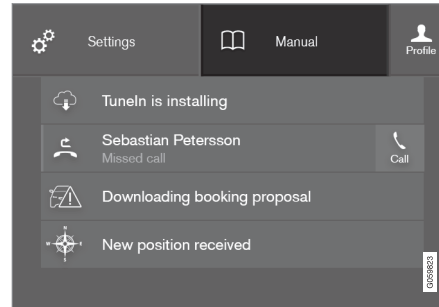 Settings
Manual
Profile
TuneIn is installing
Sebastian Petersson
Missed call
Call
Downloading booking proposal
New position received
N
W
E
S
G059823